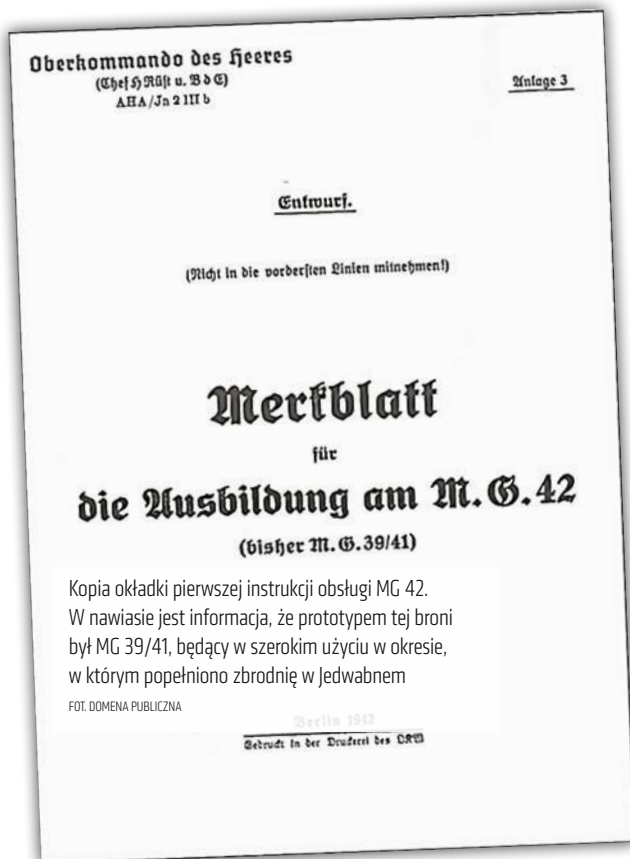 Oberkommando des Heeres
(Chef H Rüst u. B d E)
AHA/Jn 2 III b
Anlage 3
Entwurf.
(Nicht in die vordersten Linien mitnehmen!)
Merkblatt
für
die Ausbildung am M.G.42
(bisher M.G.39/41)
Kopia okładki pierwszej instrukcji obsługi MG 42.
W nawiasie jest informacja, że prototypem tej broni
był MG 39/41, będący w szerokim użyciu w okresie,
w którym popełniono zbrodnię w Jedwabnem
FOT. DOMENA PUBLICZNA
Berlin 1942
Gedruckt in der Druckerei des OKW